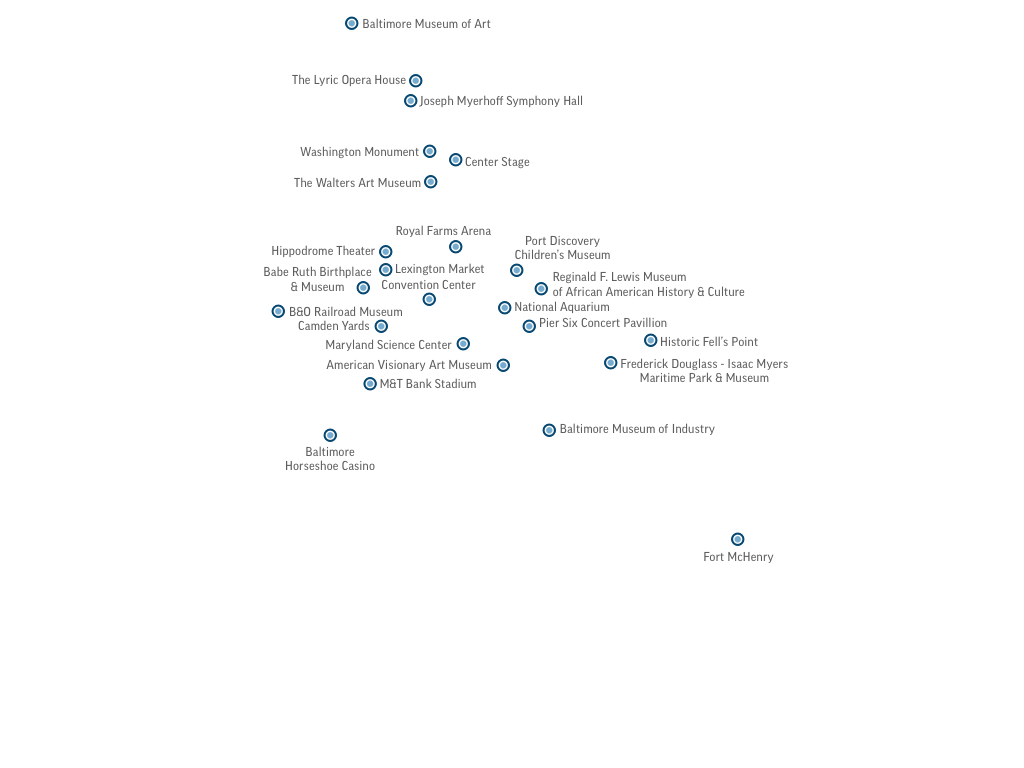 Baltimore Museum of Art
The Lyric Opera House
Joseph Myerhoff Symphony Hall
Washington Monument
Center Stage
The Walters Art Museum
Royal Farms Arena
Port Discovery
Children's Museum
Hippodrome Theater
Lexington Market
Babe Ruth Birthplace
& Museum
Convention Center
Reginald F. Lewis Museum
of African American History & Culture
National Aquarium
B&O Railroad Museum
Camden Yards
Pier Six Concert Pavillion
Maryland Science Center
Historic Fell's Point
American Visionary Art Museum
Frederick Douglass - Isaac Myers
Maritime Park & Museum
M&T Bank Stadium
Baltimore Museum of Industry
Baltimore
Horseshoe Casino
Fort McHenry